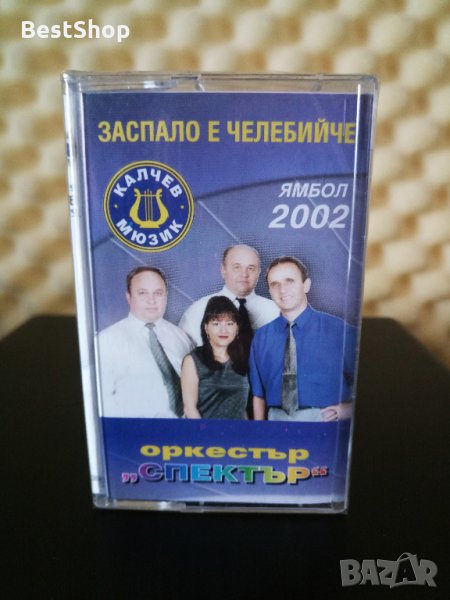 BestShop
ЗАСПАЛО Е ЧЕЛЕБИЙЧЕ
КАЛЧЕВ
МЮЗИК
ЯМБОЛ
2002
оркестър
„СПЕКТЪР“
BAZAR